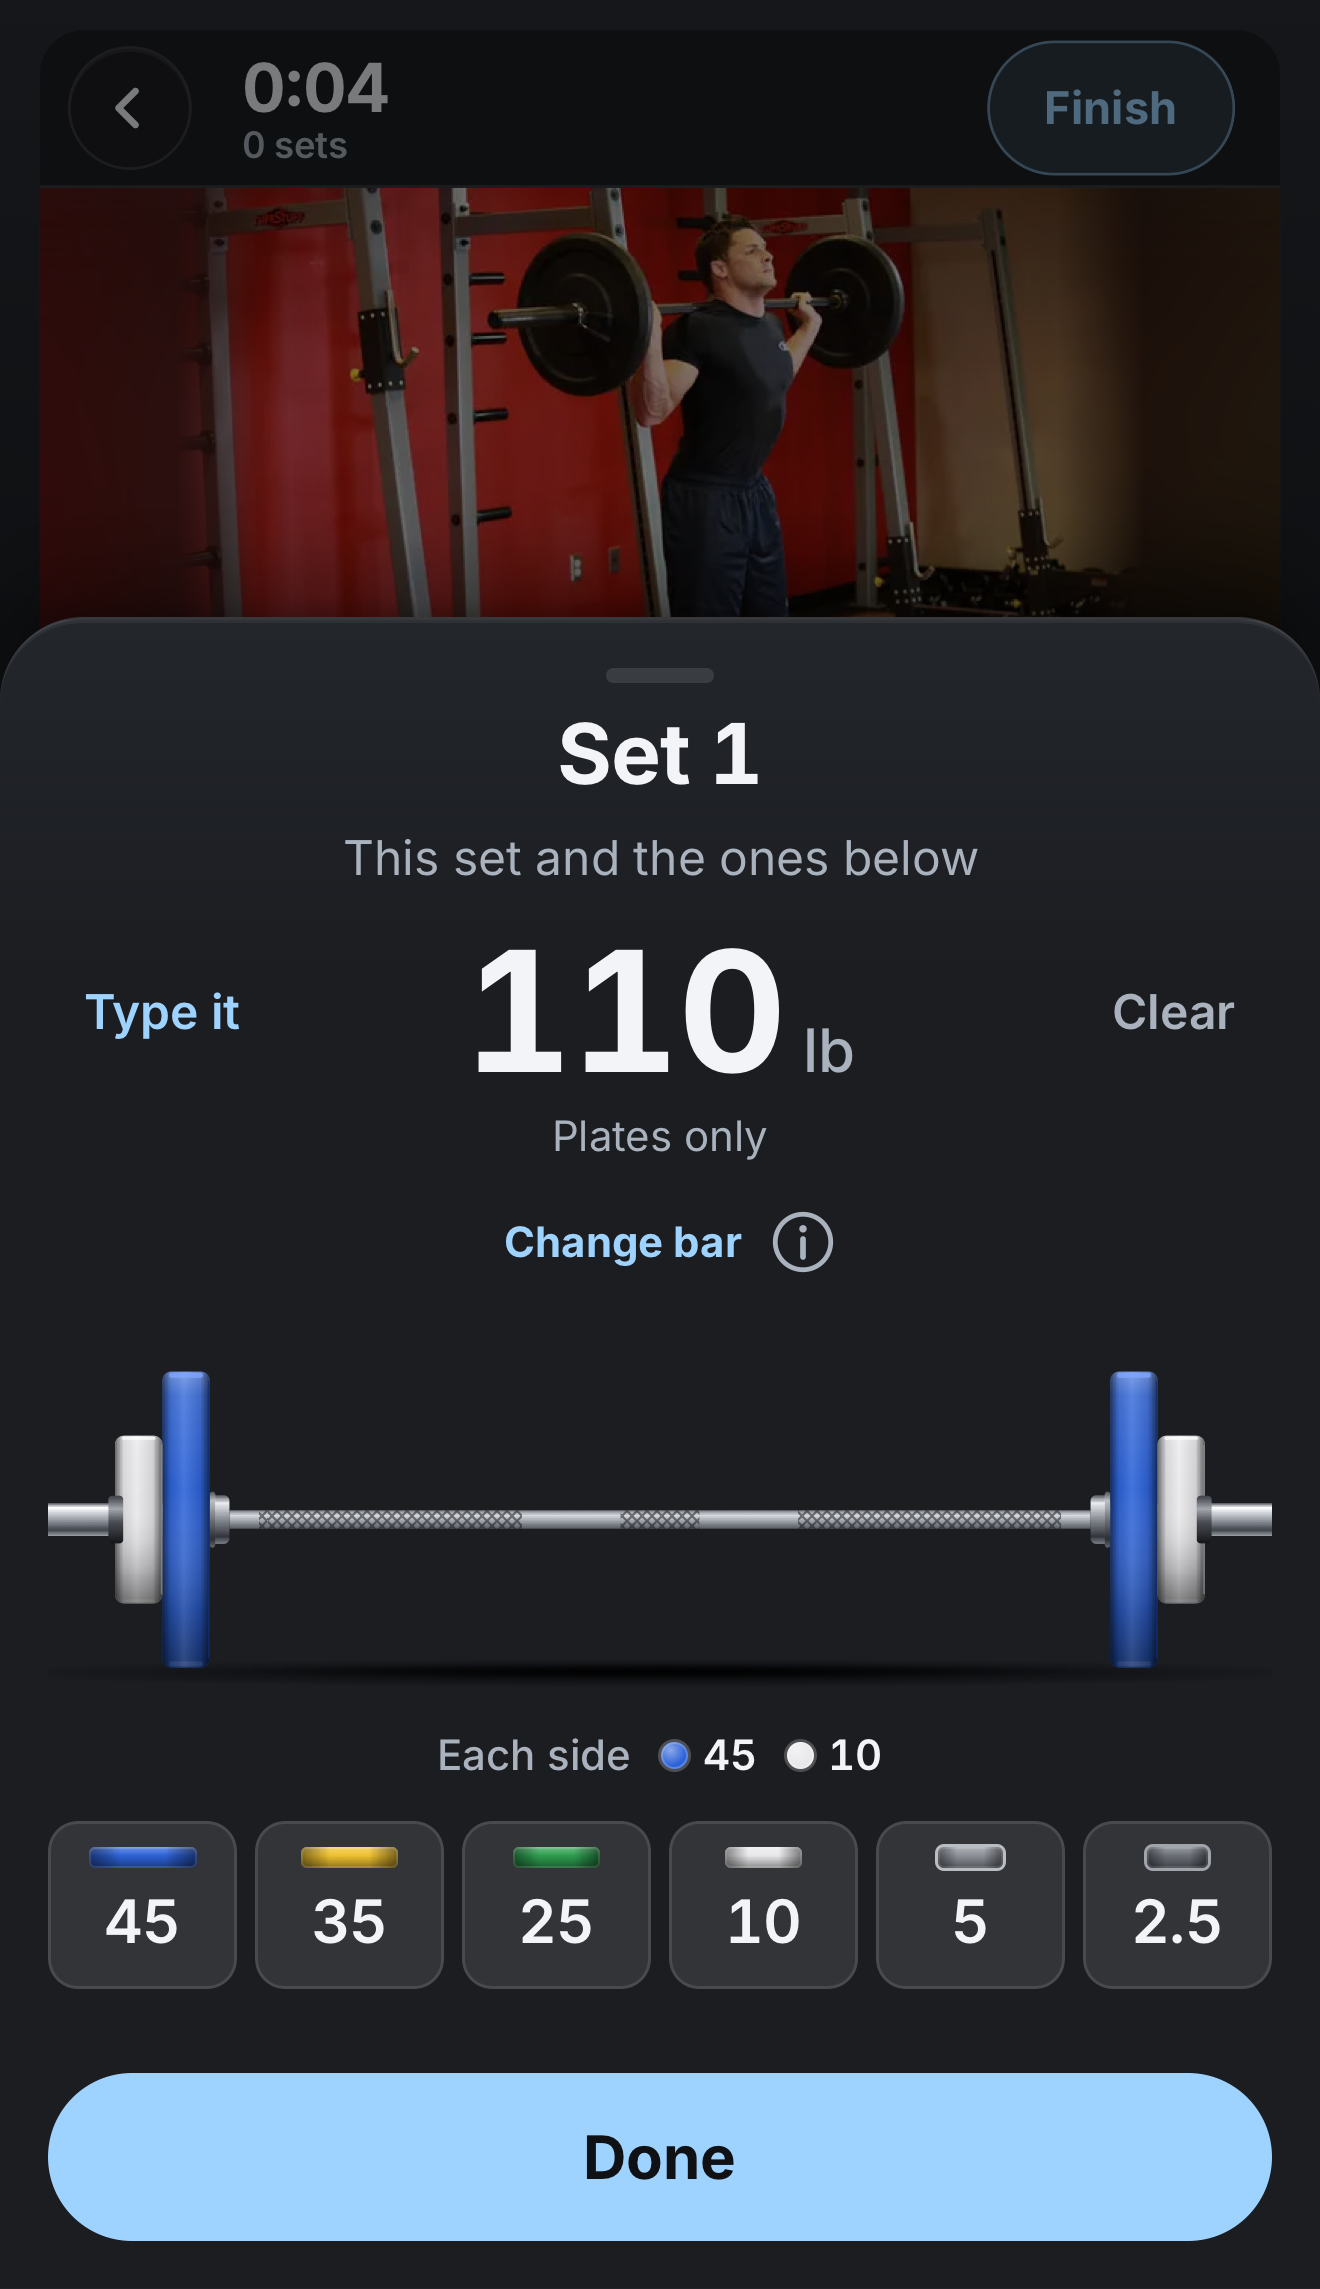 0:04
0 sets
Finish
Set 1
This set and the ones below
Type it
110 lb
Clear
Plates only
Change bar
Each side 45 10
45 35 25 10 5 2.5
Done